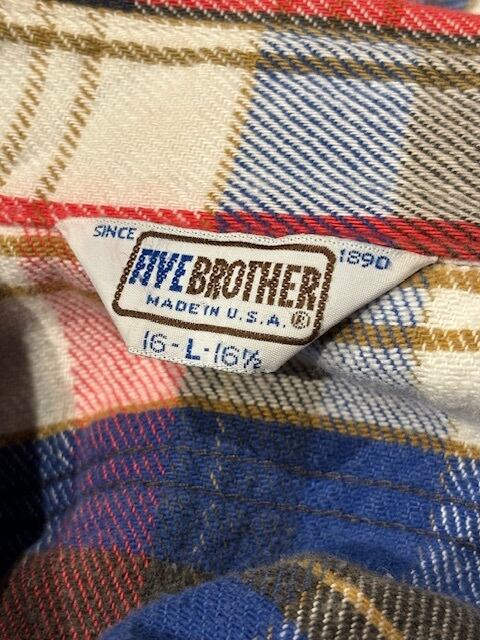 SINCE 1890
FIVE BROTHER
MADE IN U.S.A. ®
16-L-16½